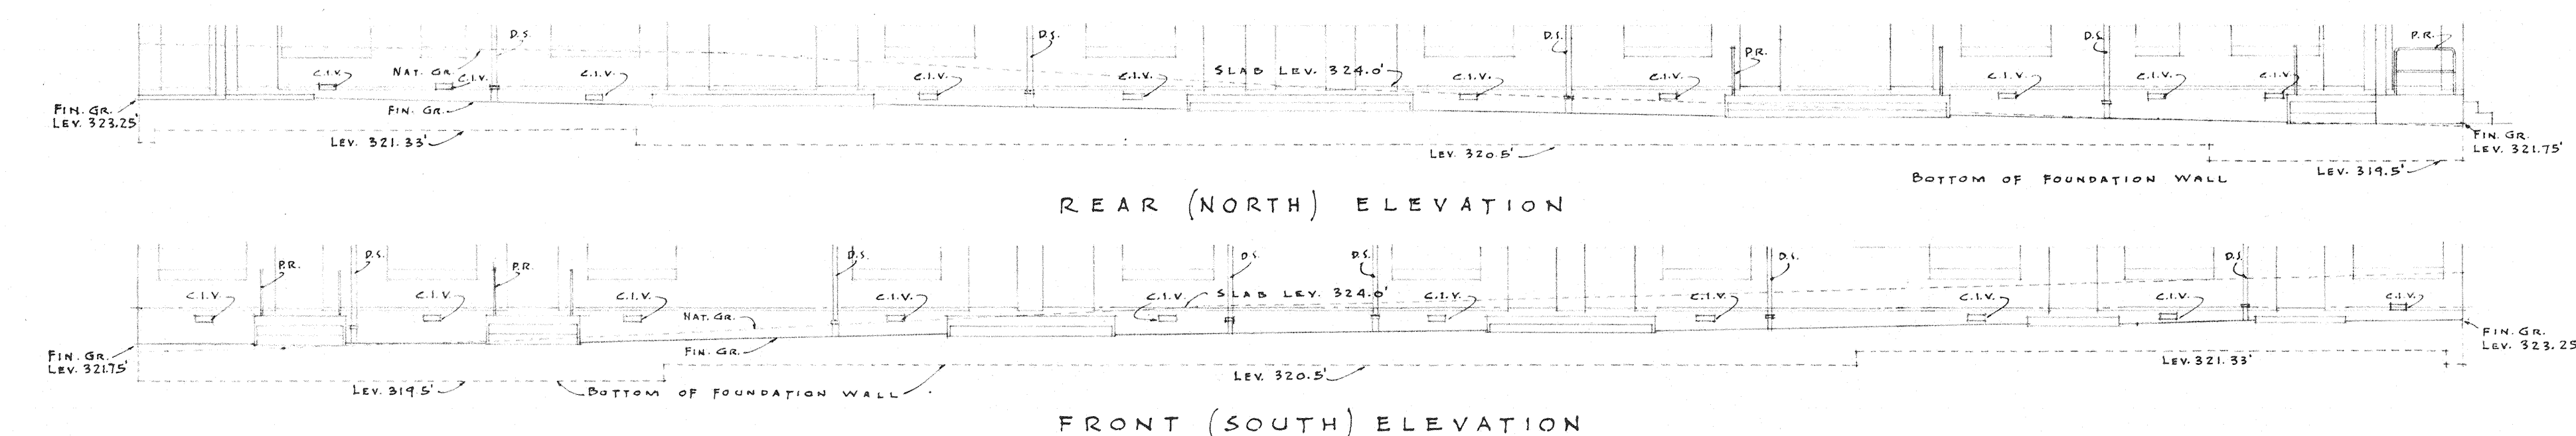 D.S. D.S. D.S. D.S. P.R.
P.R.
C.I.V. NAT. GR. C.I.V. C.I.V. C.I.V. C.I.V. SLAB LEV. 324.0' C.I.V. C.I.V. C.I.V. C.I.V. C.I.V.
FIN. GR. FIN. GR.
LEV. 323.25'
FIN. GR.
LEV. 321.33' LEV. 321.75'
LEV. 320.5'
LEV. 319.5'
BOTTOM OF FOUNDATION WALL
REAR (NORTH) ELEVATION
P.R. D.S. P.R. D.S. D.S. D.S. D.S. D.S.
C.I.V. C.I.V. C.I.V. C.I.V. C.I.V. SLAB LEV. 324.0' C.I.V. C.I.V. C.I.V. C.I.V. C.I.V.
NAT. GR.
FIN. GR.
FIN. GR. FIN. GR.
LEV. 321.75' LEV. 323.25
LEV. 321.33'
LEV. 320.5'
LEV. 319.5' BOTTOM OF FOUNDATION WALL
FRONT (SOUTH) ELEVATION